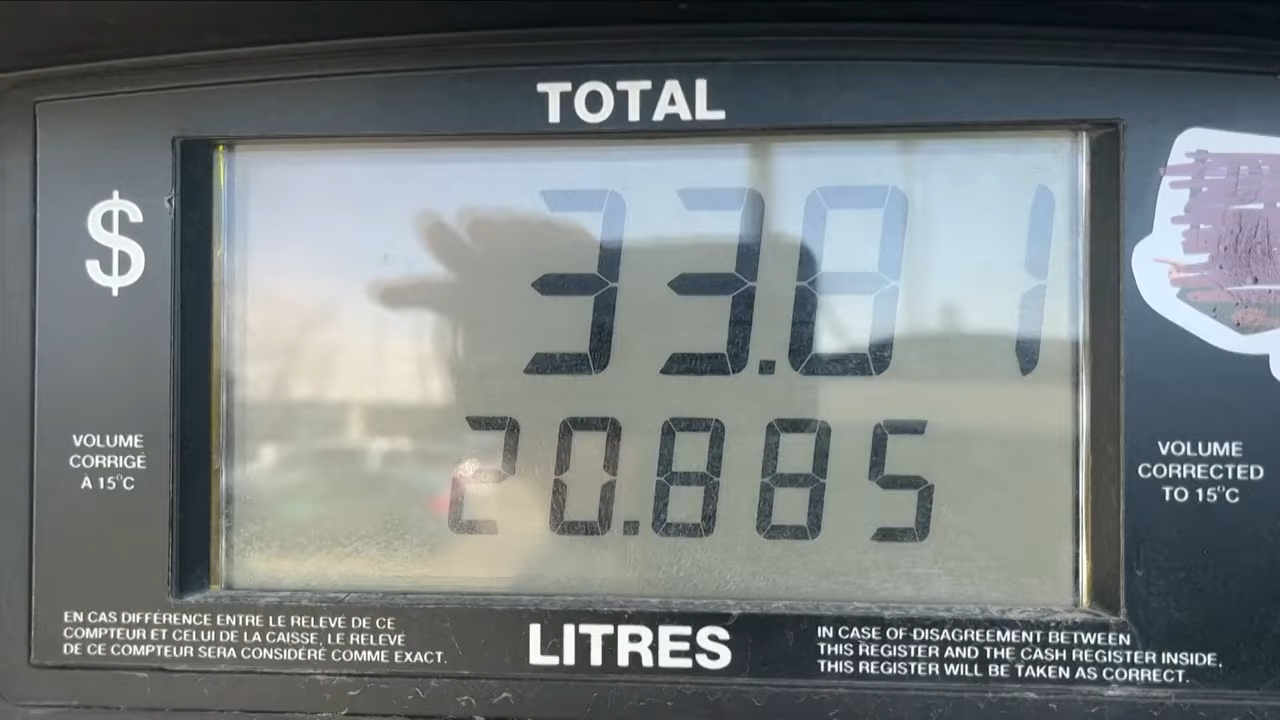 TOTAL
$
33.81
20.885
VOLUME
CORRIGÉ
À 15°C
VOLUME
CORRECTED
TO 15°C
EN CAS DIFFÉRENCE ENTRE LE RELEVÉ DE CE
COMPTEUR ET CELUI DE LA CAISSE, LE RELEVÉ
DE CE COMPTEUR SERA CONSIDÉRÉ COMME EXACT.
LITRES
IN CASE OF DISAGREEMENT BETWEEN
THIS REGISTER AND THE CASH REGISTER INSIDE,
THIS REGISTER WILL BE TAKEN AS CORRECT.